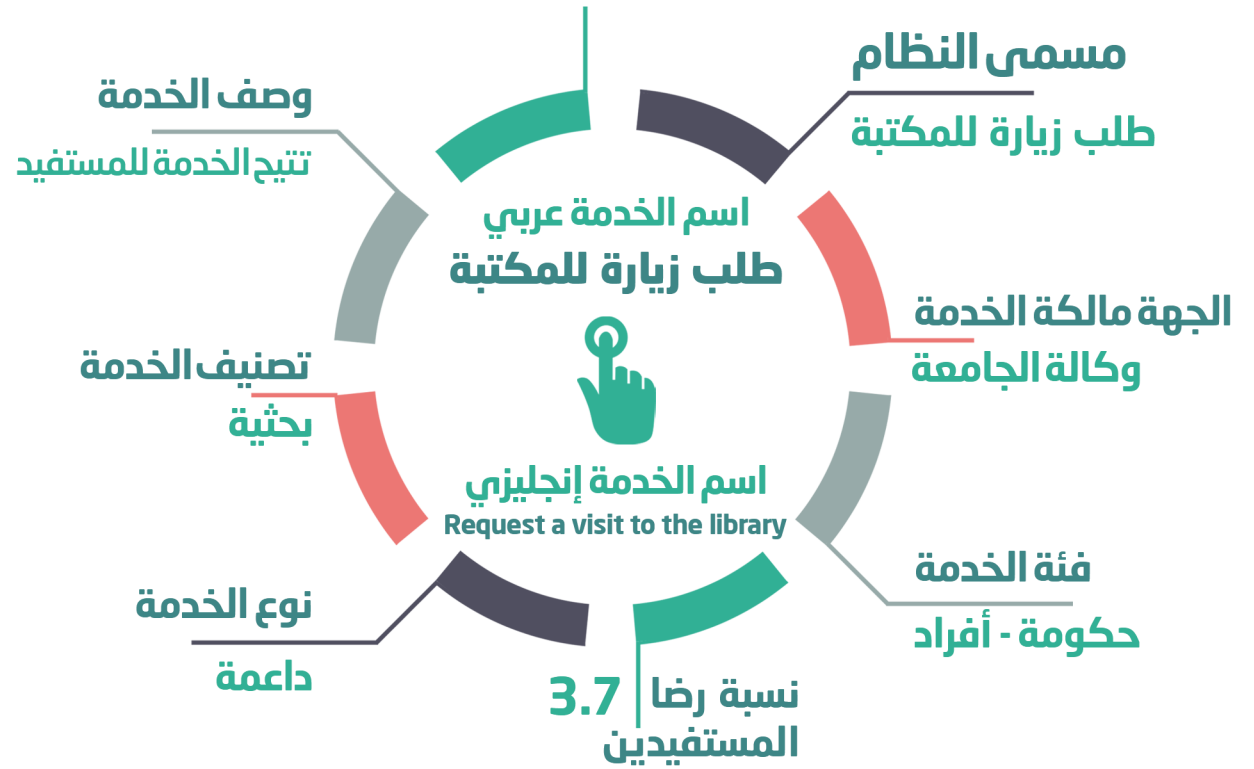 مسمى النظام
طلب زيارة للمكتبة
الجهة مالكة الخدمة
وكالة الجامعة
فئة الخدمة
حكومة - أفراد
نسبة رضا 3.7
المستفيدين
نوع الخدمة
داعمة
تصنيف الخدمة
بحثية
وصف الخدمة
تتيح الخدمة للمستفيد
اسم الخدمة عربي
طلب زيارة للمكتبة
اسم الخدمة إنجليزي
Request a visit to the library